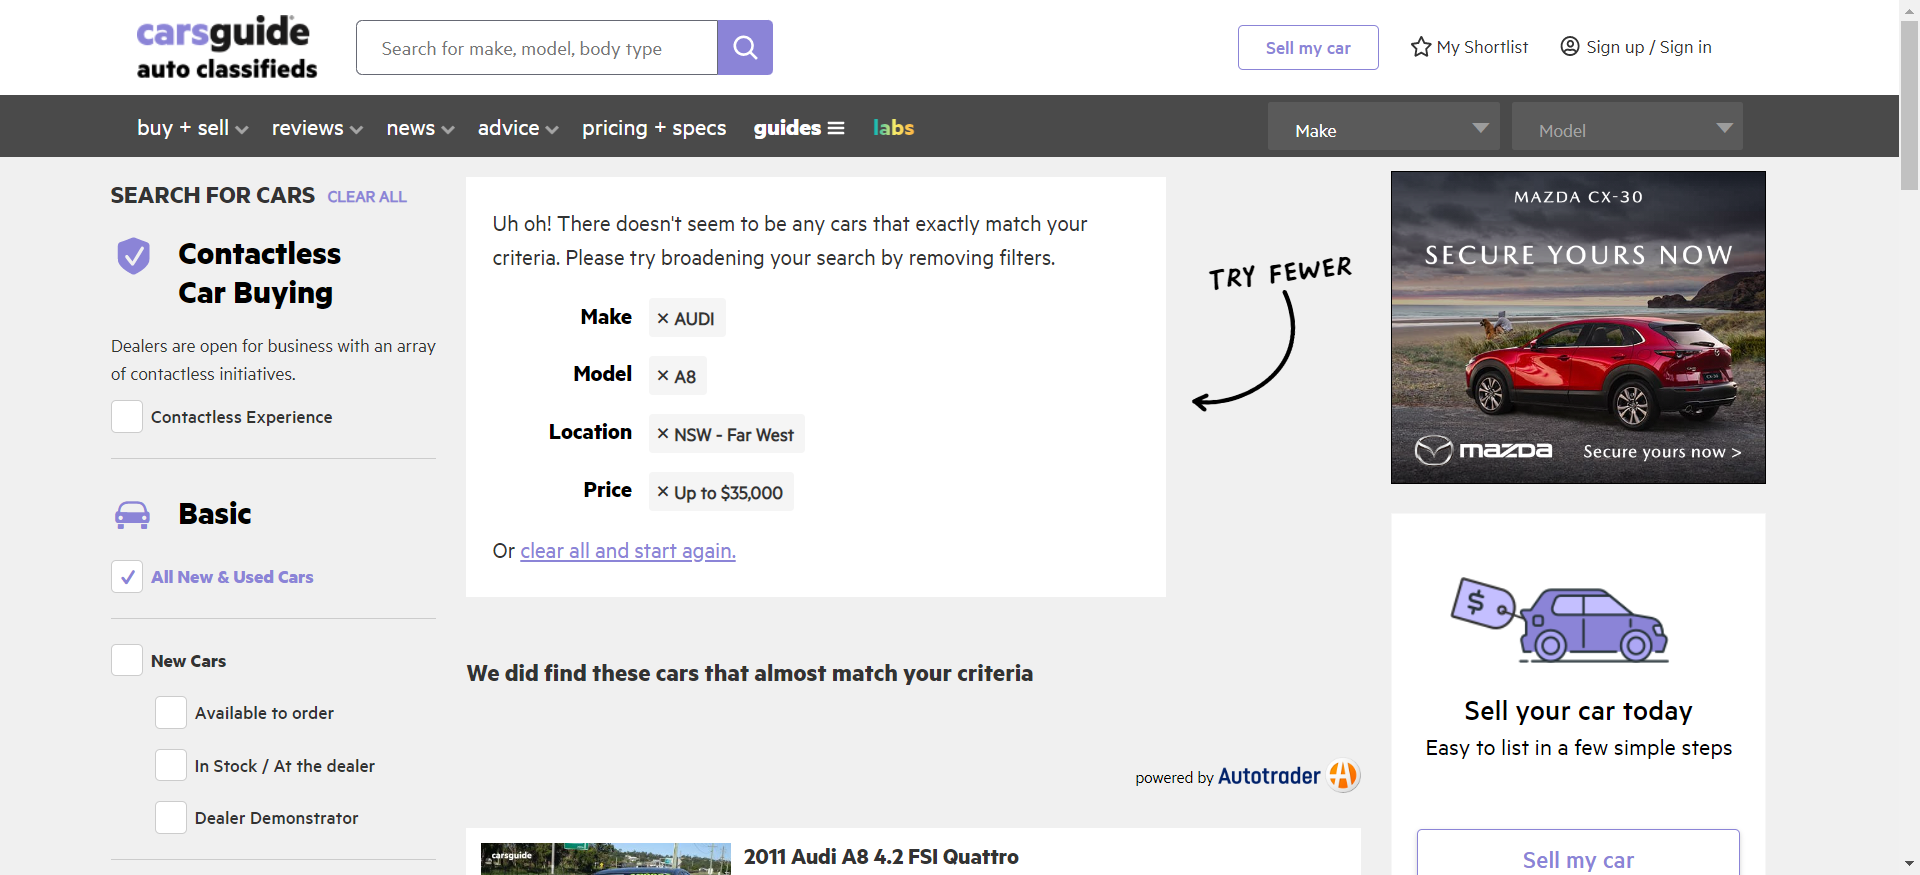 carsguide
auto classifieds
Search for make, model, body type
Sell my car
My Shortlist
Sign up / Sign in
buy + sell
reviews
news
advice
pricing + specs
guides
labs
Make
Model
SEARCH FOR CARS CLEAR ALL
Contactless
Car Buying
Dealers are open for business with an array
of contactless initiatives.
Contactless Experience
Basic
All New & Used Cars
New Cars
Available to order
In Stock / At the dealer
Dealer Demonstrator
Uh oh! There doesn't seem to be any cars that exactly match your
criteria. Please try broadening your search by removing filters.
Make × AUDI
Model × A8
Location × NSW - Far West
Price × Up to $35,000
Or clear all and start again.
TRY FEWER
We did find these cars that almost match your criteria
powered by Autotrader
carsguide
2011 Audi A8 4.2 FSI Quattro
MAZDA CX-30
SECURE YOURS NOW
mazda
Secure yours now >
$
Sell your car today
Easy to list in a few simple steps
Sell my car